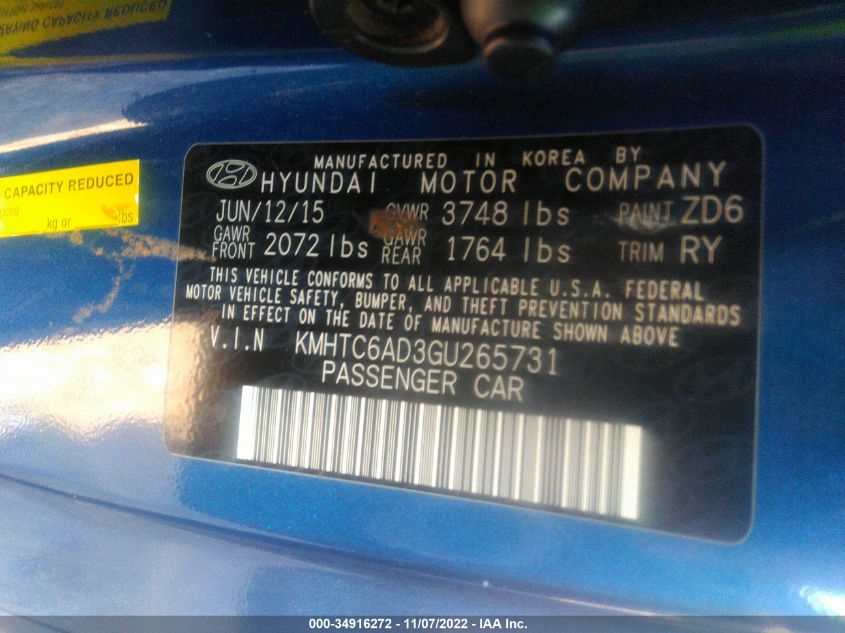 RAYING CAPACITY REDUCED
CAPACITY REDUCED
kg or lbs
MANUFACTURED IN KOREA BY
HYUNDAI MOTOR COMPANY
JUN/12/15 GVWR 3748 lbs PAINT ZD6
GAWR FRONT 2072 lbs GAWR REAR 1764 lbs TRIM RY
THIS VEHICLE CONFORMS TO ALL APPLICABLE U.S.A. FEDERAL
MOTOR VEHICLE SAFETY, BUMPER, AND THEFT PREVENTION STANDARDS
IN EFFECT ON THE DATE OF MANUFACTURE SHOWN ABOVE
V.I.N KMHTC6AD3GU265731
PASSENGER CAR
000-34916272 - 11/07/2022 - IAA Inc.